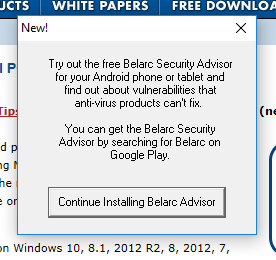 UCTS WHITE PAPERS FREE DOWNLOA
New!
Try out the free Belarc Security Advisor
for your Android phone or tablet and
find out about vulnerabilities that
anti-virus products can't fix.
You can get the Belarc Security
Advisor by searching for Belarc on
Google Play.
Continue Installing Belarc Advisor
Tips
(ne
on Windows 10, 8.1, 2012 R2, 8, 2012, 7,